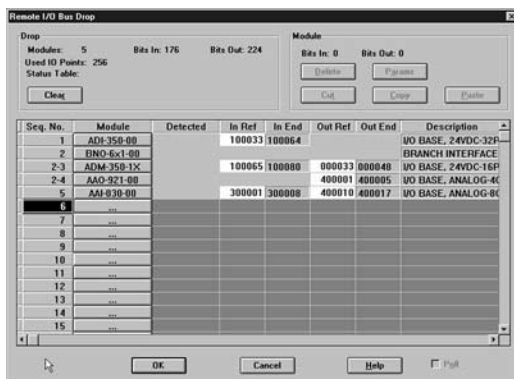 Remote I/O Bus Drop
Drop
Modules: 5 Bits In: 176 Bits Out: 224
Used IO Points: 256
Status Table:
Clear
Module
Bits In: 0 Bits Out: 0
Delete Params
Cut Copy Paste
Seq. No. Module Detected In Ref In End Out Ref Out End Description
1 ADI-350-00 100033 100064 I/O BASE, 24VDC-32P
2 BNO-6x1-00 BRANCH INTERFACE
2-3 ADM-350-1X 100065 100080 000033 000048 I/O BASE, 24VDC-16P
2-4 AAO-921-00 400001 400005 I/O BASE, ANALOG-4C
5 AAI-030-00 300001 300008 400010 400017 I/O BASE, ANALOG-8C
6 ...
7 ...
8 ...
9 ...
10 ...
11 ...
12 ...
13 ...
14 ...
15 ...
OK Cancel Help Poll